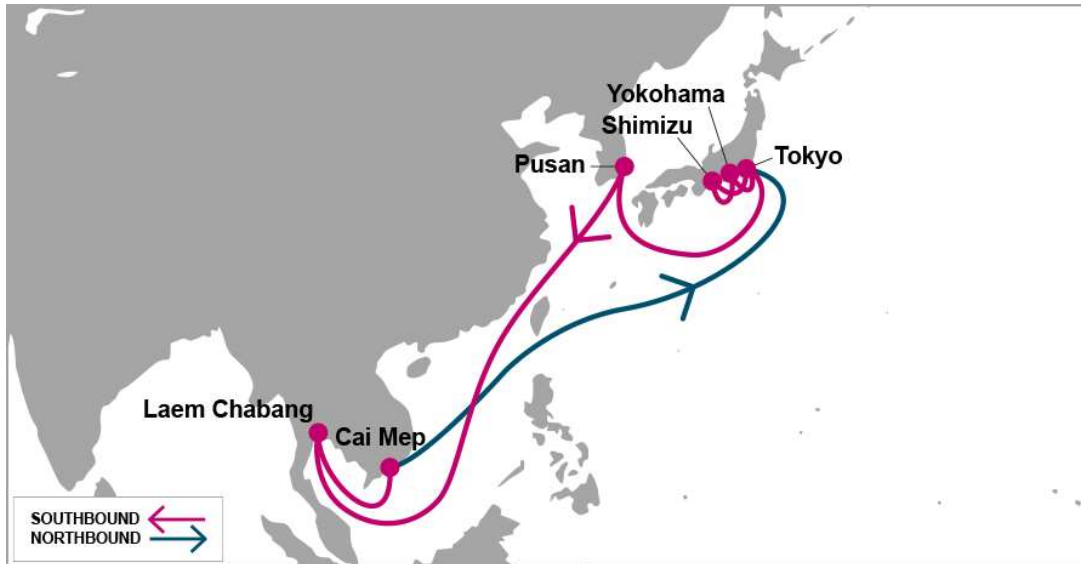 Yokohama
Shimizu
Pusan
Tokyo
Laem Chabang
Cai Mep
SOUTHBOUND
NORTHBOUND